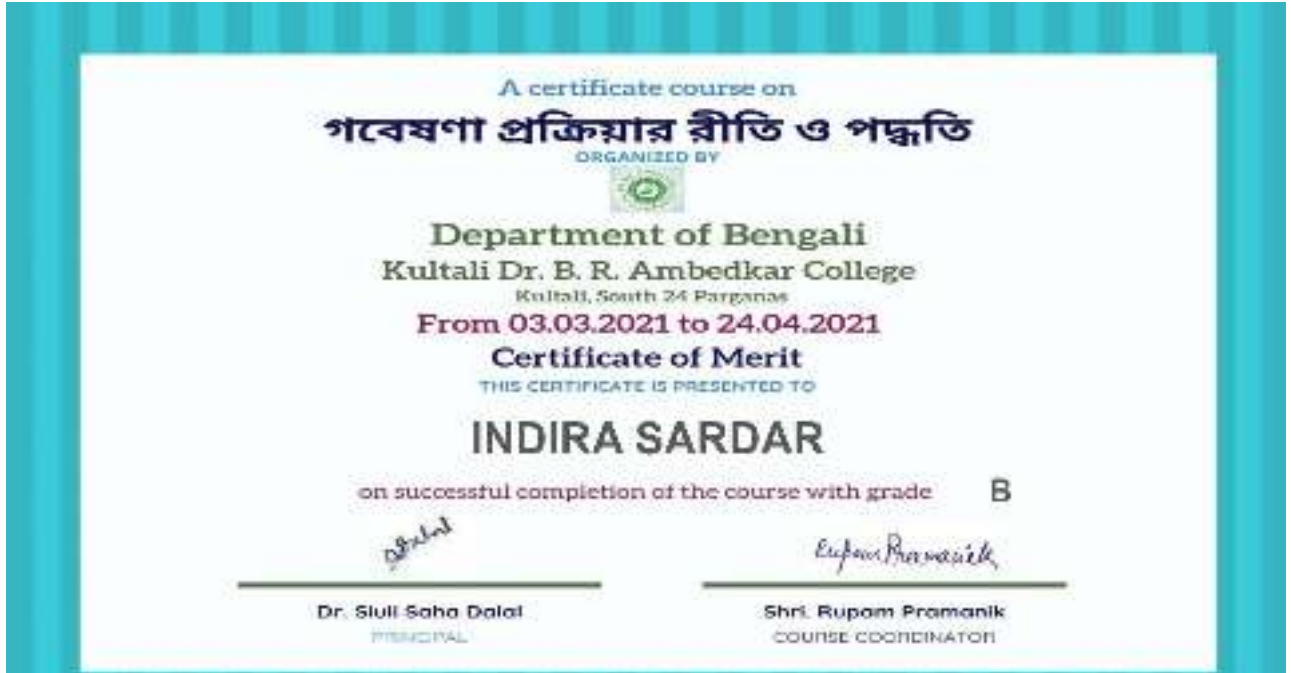 A certificate course on
গবেষণা প্রক্রিয়ার রীতি ও পদ্ধতি
ORGANIZED BY
Department of Bengali
Kultali Dr. B. R. Ambedkar College
Kultali, South 24 Parganas
From 03.03.2021 to 24.04.2021
Certificate of Merit
THIS CERTIFICATE IS PRESENTED TO
INDIRA SARDAR
on successful completion of the course with grade B
Rupam Pramanik
Dr. Siuli Saha Dalal
Shri. Rupam Pramanik
PRINCIPAL
COURSE COORDINATOR